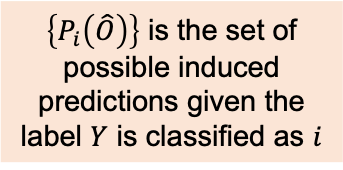 {𝑃ᵢ(Ô)} is the set of
possible induced
predictions given the
label 𝑌 is classified as 𝑖